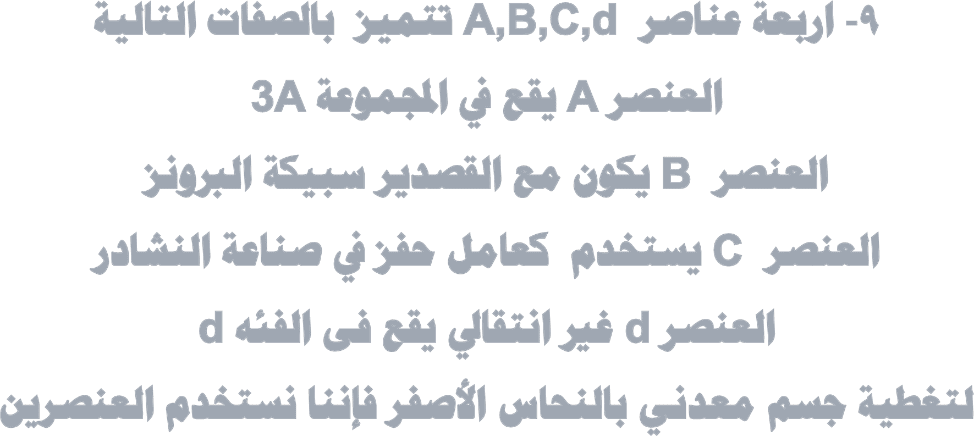 ٩- اربعة عناصر A,B,C,d تتميز بالصفات التالية
العنصر A يقع في المجموعة 3A
العنصر B يكون مع القصدير سبيكة البرونز
العنصر C يستخدم كعامل حفز في صناعة النشادر
العنصر d غير انتقالي يقع فى الفئه d
لتغطية جسم معدني بالنحاس الأصفر فإننا نستخدم العنصرين